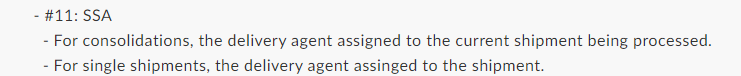 - #11: SSA
- For consolidations, the delivery agent assigned to the current shipment being processed.
- For single shipments, the delivery agent assinged to the shipment.